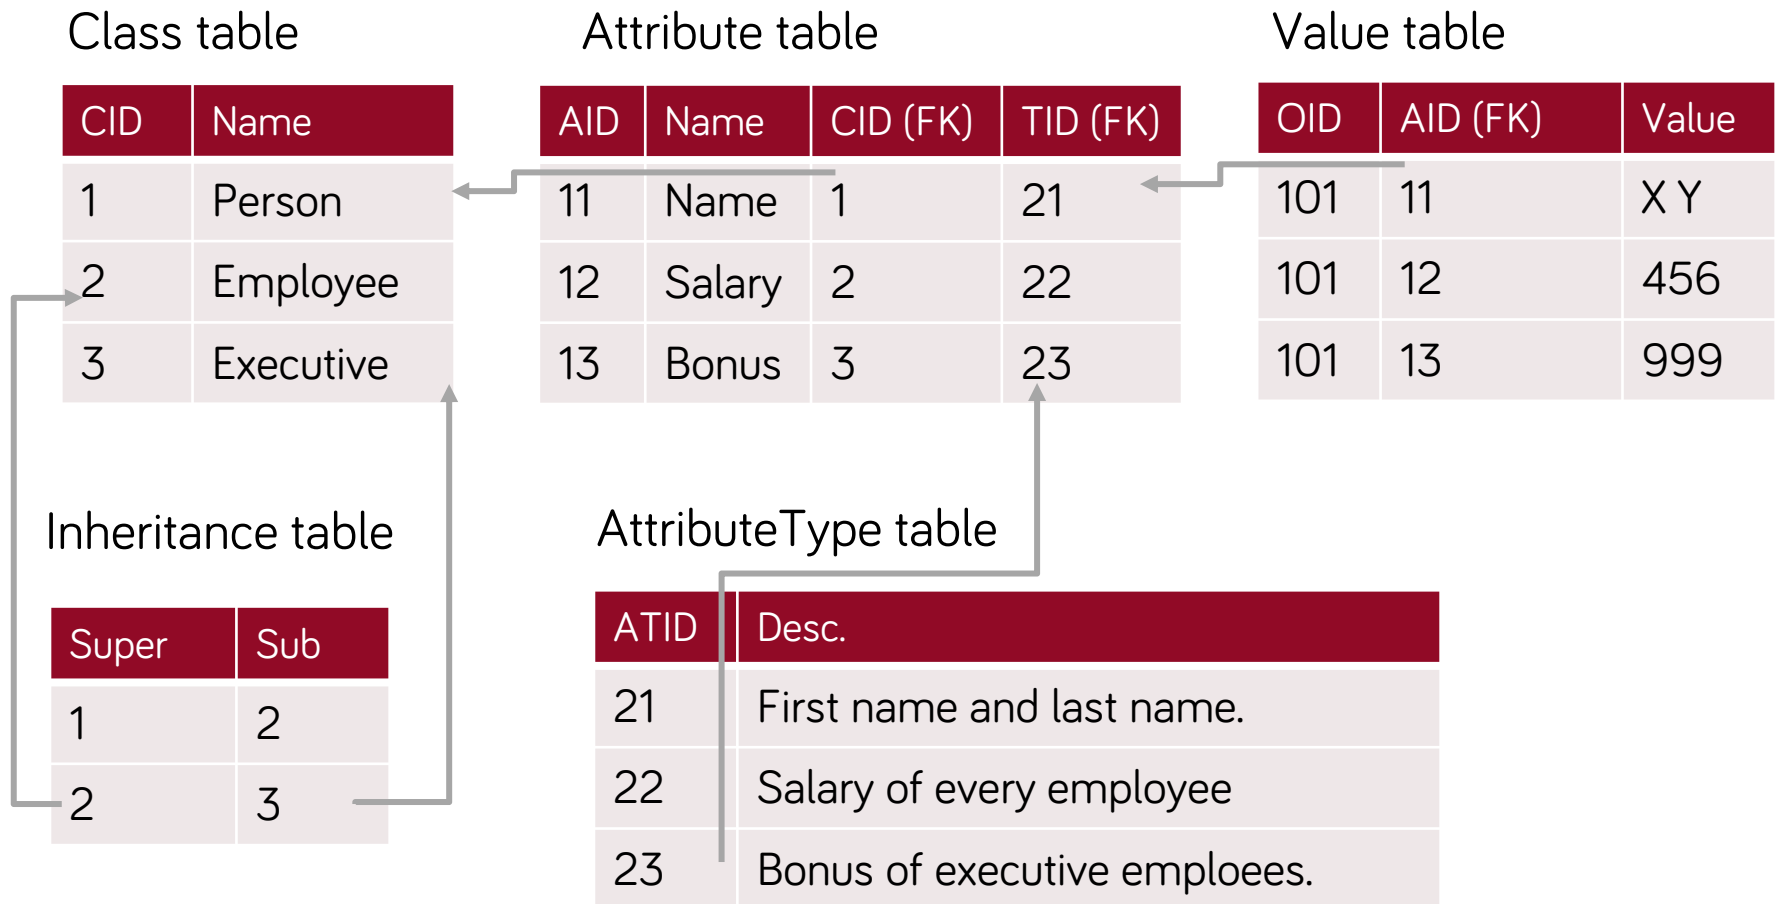 Class table
CID Name
1 Person
2 Employee
3 Executive
Attribute table
AID Name CID (FK) TID (FK)
11 Name 1 21
12 Salary 2 22
13 Bonus 3 23
Value table
OID AID (FK) Value
101 11 X Y
101 12 456
101 13 999
Inheritance table
Super Sub
1 2
2 3
AttributeType table
ATID Desc.
21 First name and last name.
22 Salary of every employee
23 Bonus of executive emploees.